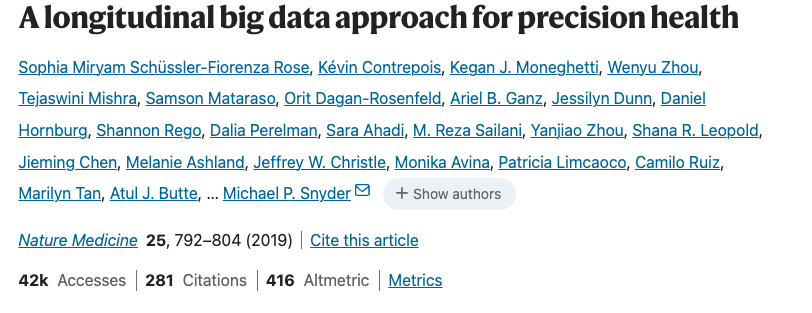 A longitudinal big data approach for precision health
Sophia Miryam Schüssler-Fiorenza Rose, Kévin Contrepois, Kegan J. Moneghetti, Wenyu Zhou,
Tejaswini Mishra, Samson Mataraso, Orit Dagan-Rosenfeld, Ariel B. Ganz, Jessilyn Dunn, Daniel
Hornburg, Shannon Rego, Dalia Perelman, Sara Ahadi, M. Reza Sailani, Yanjiao Zhou, Shana R. Leopold,
Jieming Chen, Melanie Ashland, Jeffrey W. Christle, Monika Avina, Patricia Limcaoco, Camilo Ruiz,
Marilyn Tan, Atul J. Butte, … Michael P. Snyder + Show authors
Nature Medicine 25, 792–804 (2019) | Cite this article
42k Accesses | 281 Citations | 416 Altmetric | Metrics